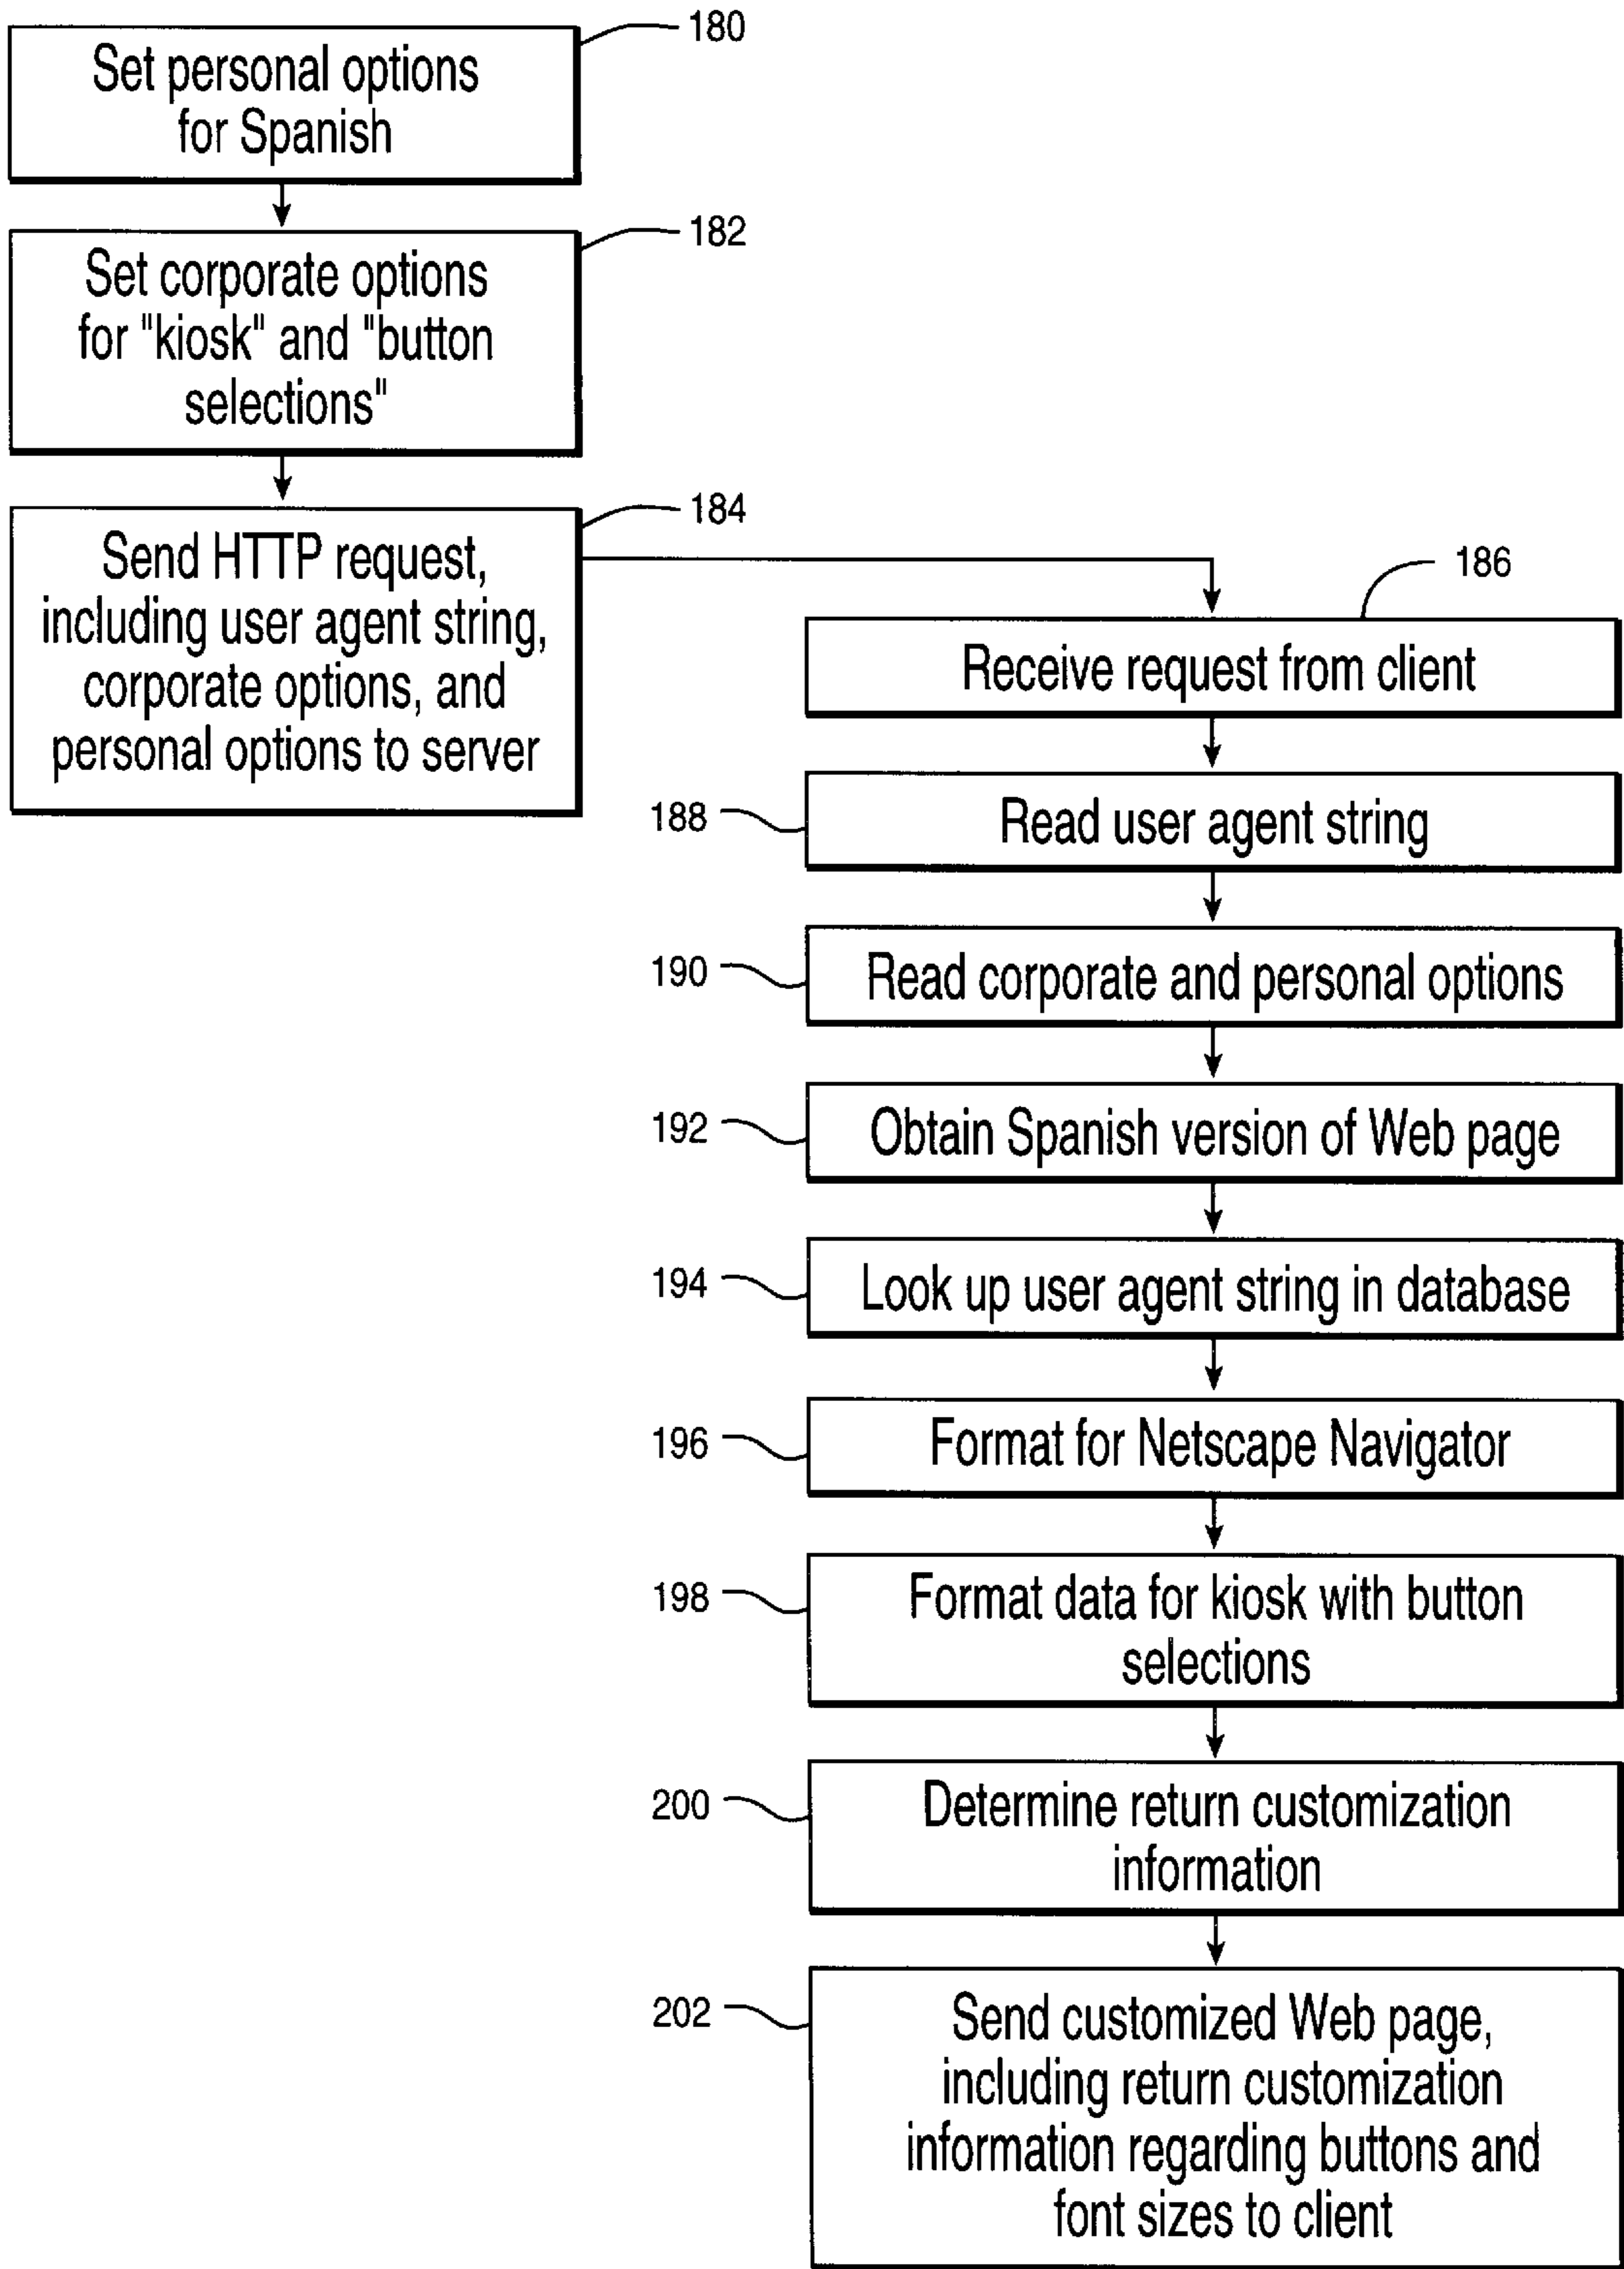 180
Set personal options
for Spanish
182
Set corporate options
for "kiosk" and "button
selections"
184
Send HTTP request,
including user agent string,
corporate options, and
personal options to server
186
Receive request from client
188
Read user agent string
190
Read corporate and personal options
192
Obtain Spanish version of Web page
194
Look up user agent string in database
196
Format for Netscape Navigator
198
Format data for kiosk with button
selections
200
Determine return customization
information
202
Send customized Web page,
including return customization
information regarding buttons and
font sizes to client